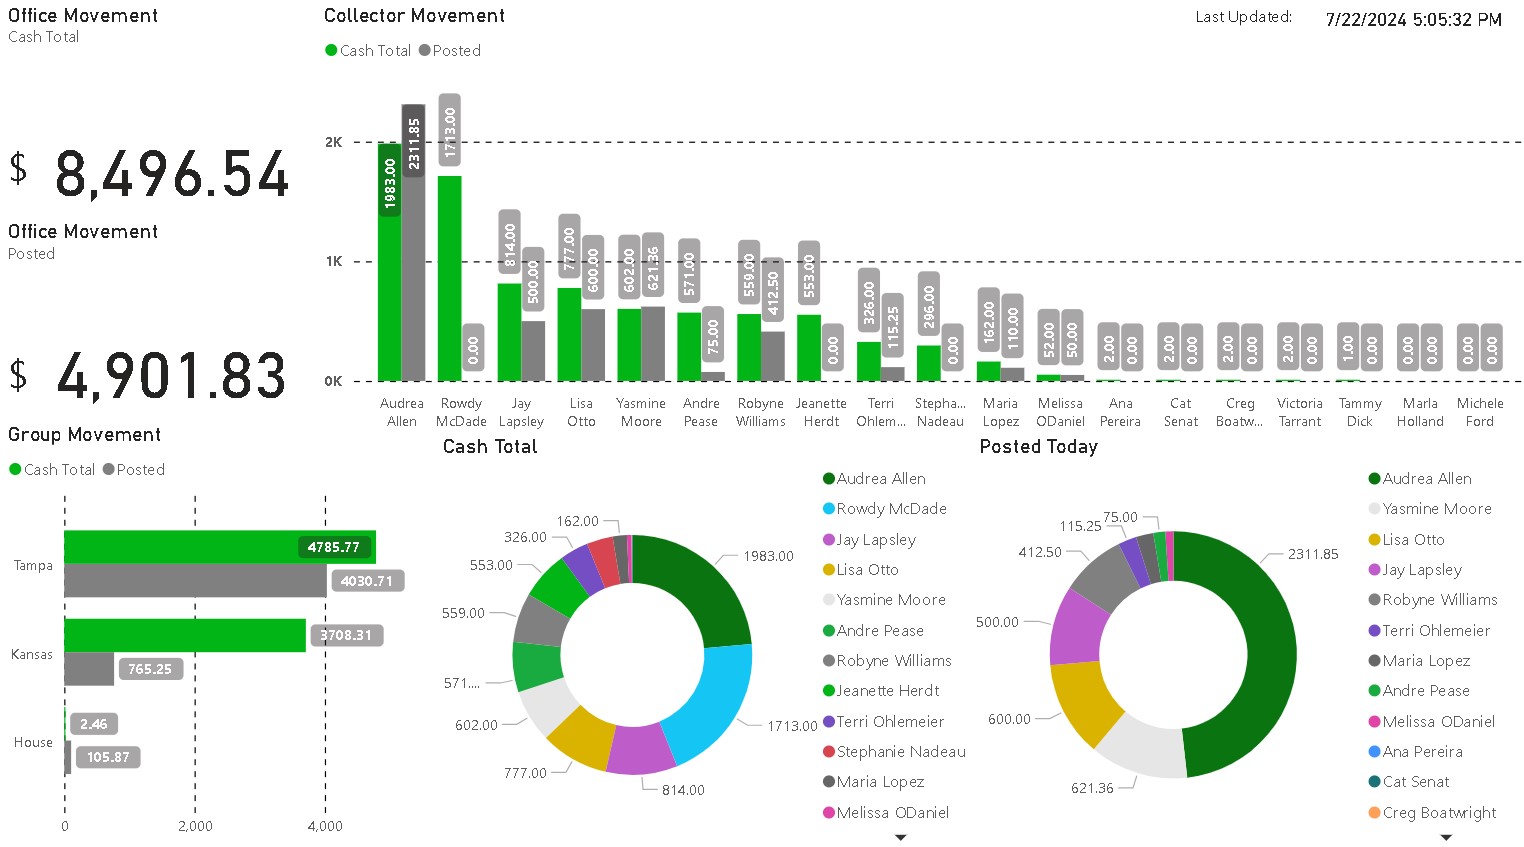 Office Movement
Cash Total
$ 8,496.54
Office Movement
Posted
$ 4,901.83
Collector Movement
Cash Total Posted
Last Updated: 7/22/2024 5:05:32 PM
2K
1K
0K
1983.00 2311.85
1713.00 0.00
814.00 500.00
777.00 600.00
602.00 621.36
571.00 75.00
559.00 412.50
553.00 0.00
326.00 115.25
296.00 0.00
162.00 110.00
52.00 50.00
2.00 0.00
2.00 0.00
2.00 0.00
2.00 0.00
1.00 0.00
0.00 0.00
0.00 0.00
Audrea Allen
Rowdy McDade
Jay Lapsley
Lisa Otto
Yasmine Moore
Andre Pease
Robyne Williams
Jeanette Herdt
Terri Ohlem...
Stepha... Nadeau
Maria Lopez
Melissa ODaniel
Ana Pereira
Cat Senat
Creg Boatw...
Victoria Tarrant
Tammy Dick
Marla Holland
Michele Ford
Group Movement
Cash Total Posted
Tampa
4785.77
4030.71
Kansas
3708.31
765.25
House
2.46
105.87
0 2,000 4,000
Cash Total
1983.00
1713.00
814.00
777.00
602.00
571....
559.00
553.00
326.00
162.00
Audrea Allen
Rowdy McDade
Jay Lapsley
Lisa Otto
Yasmine Moore
Andre Pease
Robyne Williams
Jeanette Herdt
Terri Ohlemeier
Stephanie Nadeau
Maria Lopez
Melissa ODaniel
Posted Today
2311.85
621.36
600.00
500.00
412.50
115.25
75.00
Audrea Allen
Yasmine Moore
Lisa Otto
Jay Lapsley
Robyne Williams
Terri Ohlemeier
Maria Lopez
Andre Pease
Melissa ODaniel
Ana Pereira
Cat Senat
Creg Boatwright